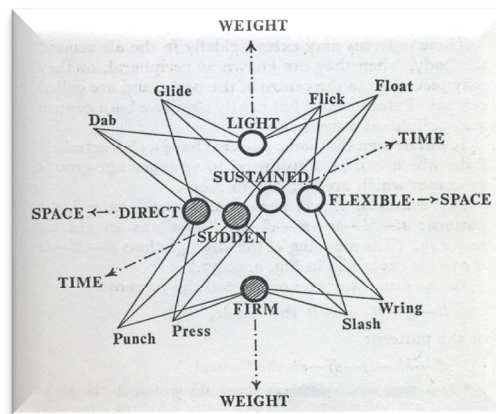 WEIGHT
Glide
Float
Flick
Dab
LIGHT
TIME
SUSTAINED
SPACE DIRECT
FLEXIBLE SPACE
SUDDEN
TIME
FIRM
Wring
Punch
Press
Slash
WEIGHT